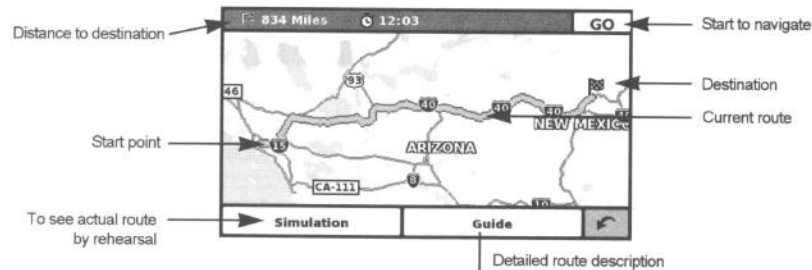 834 Miles 12:03 GO
Distance to destination
Start to navigate
93
46
Destination
40 40 40
NEW MEXICO
Current route
Start point
15
ARIZONA
8
CA-111
10
To see actual route
by rehearsal
Simulation Guide
Detailed route description